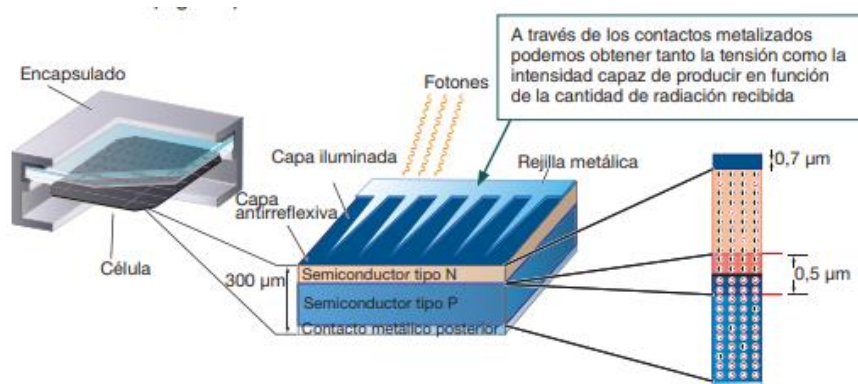 A través de los contactos metalizados
podemos obtener tanto la tensión como la
intensidad capaz de producir en función
de la cantidad de radiación recibida
Encapsulado
Fotones
Capa iluminada
Rejilla metálica
0,7 μm
Capa
antirreflexiva
Célula
300 μm
Semiconductor tipo N
0,5 μm
Semiconductor tipo P
Contacto metálico posterior